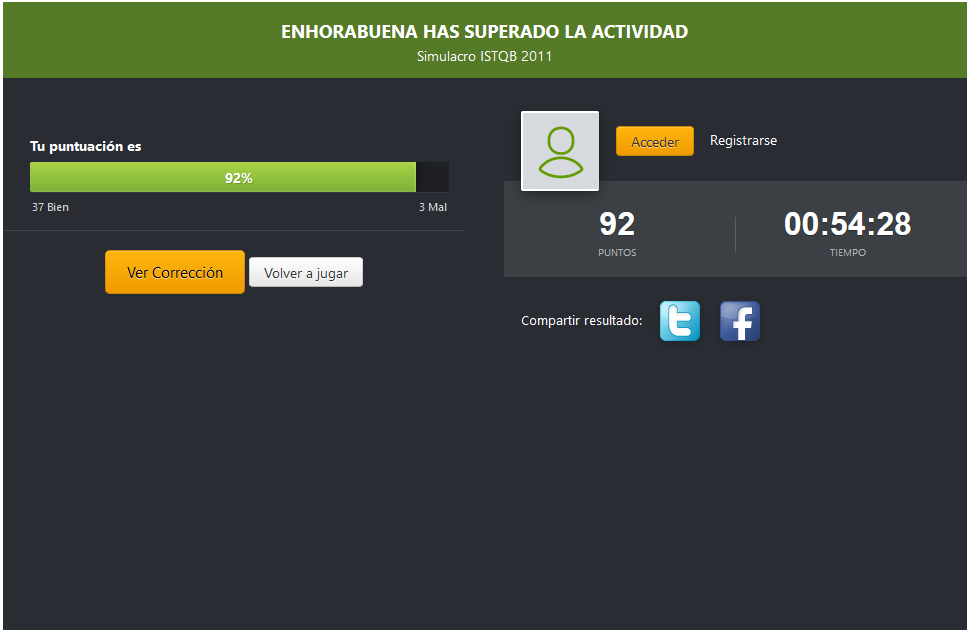 ENHORABUENA HAS SUPERADO LA ACTIVIDAD
Simulacro ISTQB 2011
Tu puntuación es
92%
37 Bien
3 Mal
Ver Corrección
Volver a jugar
Acceder
Registrarse
92
PUNTOS
00:54:28
TIEMPO
Compartir resultado: